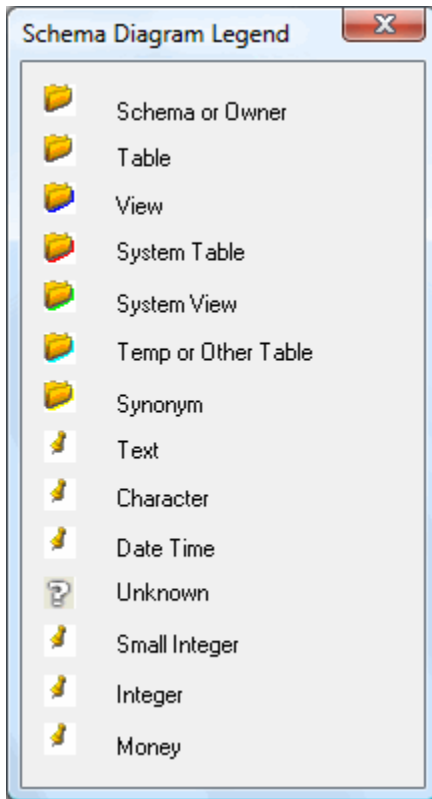 Schema Diagram Legend
Schema or Owner
Table
View
System Table
System View
Temp or Other Table
Synonym
Text
Character
Date Time
Unknown
Small Integer
Integer
Money